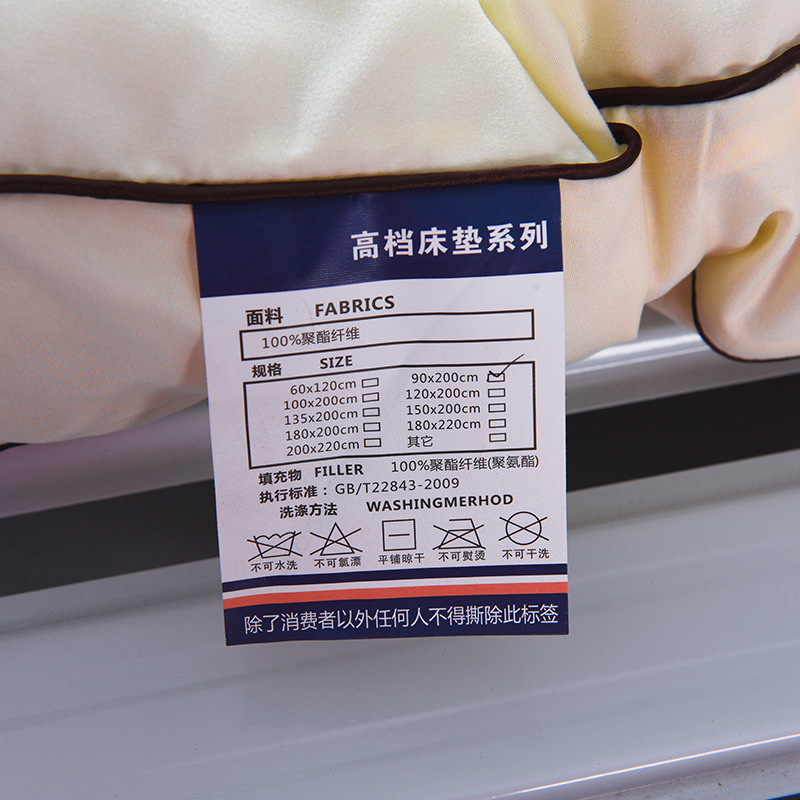 高档床垫系列
面料 FABRICS
100%聚酯纤维
规格 SIZE
60x120cm 90x200cm
100x200cm 120x200cm
135x200cm 150x200cm
180x200cm 180x220cm
200x220cm 其它
填充物 FILLER 100%聚酯纤维(聚氨酯)
执行标准：GB/T22843-2009
洗涤方法 WASHINGMERHOD
不可水洗 不可氯漂 平铺晾干 不可熨烫 不可干洗
除了消费者以外任何人不得撕除此标签